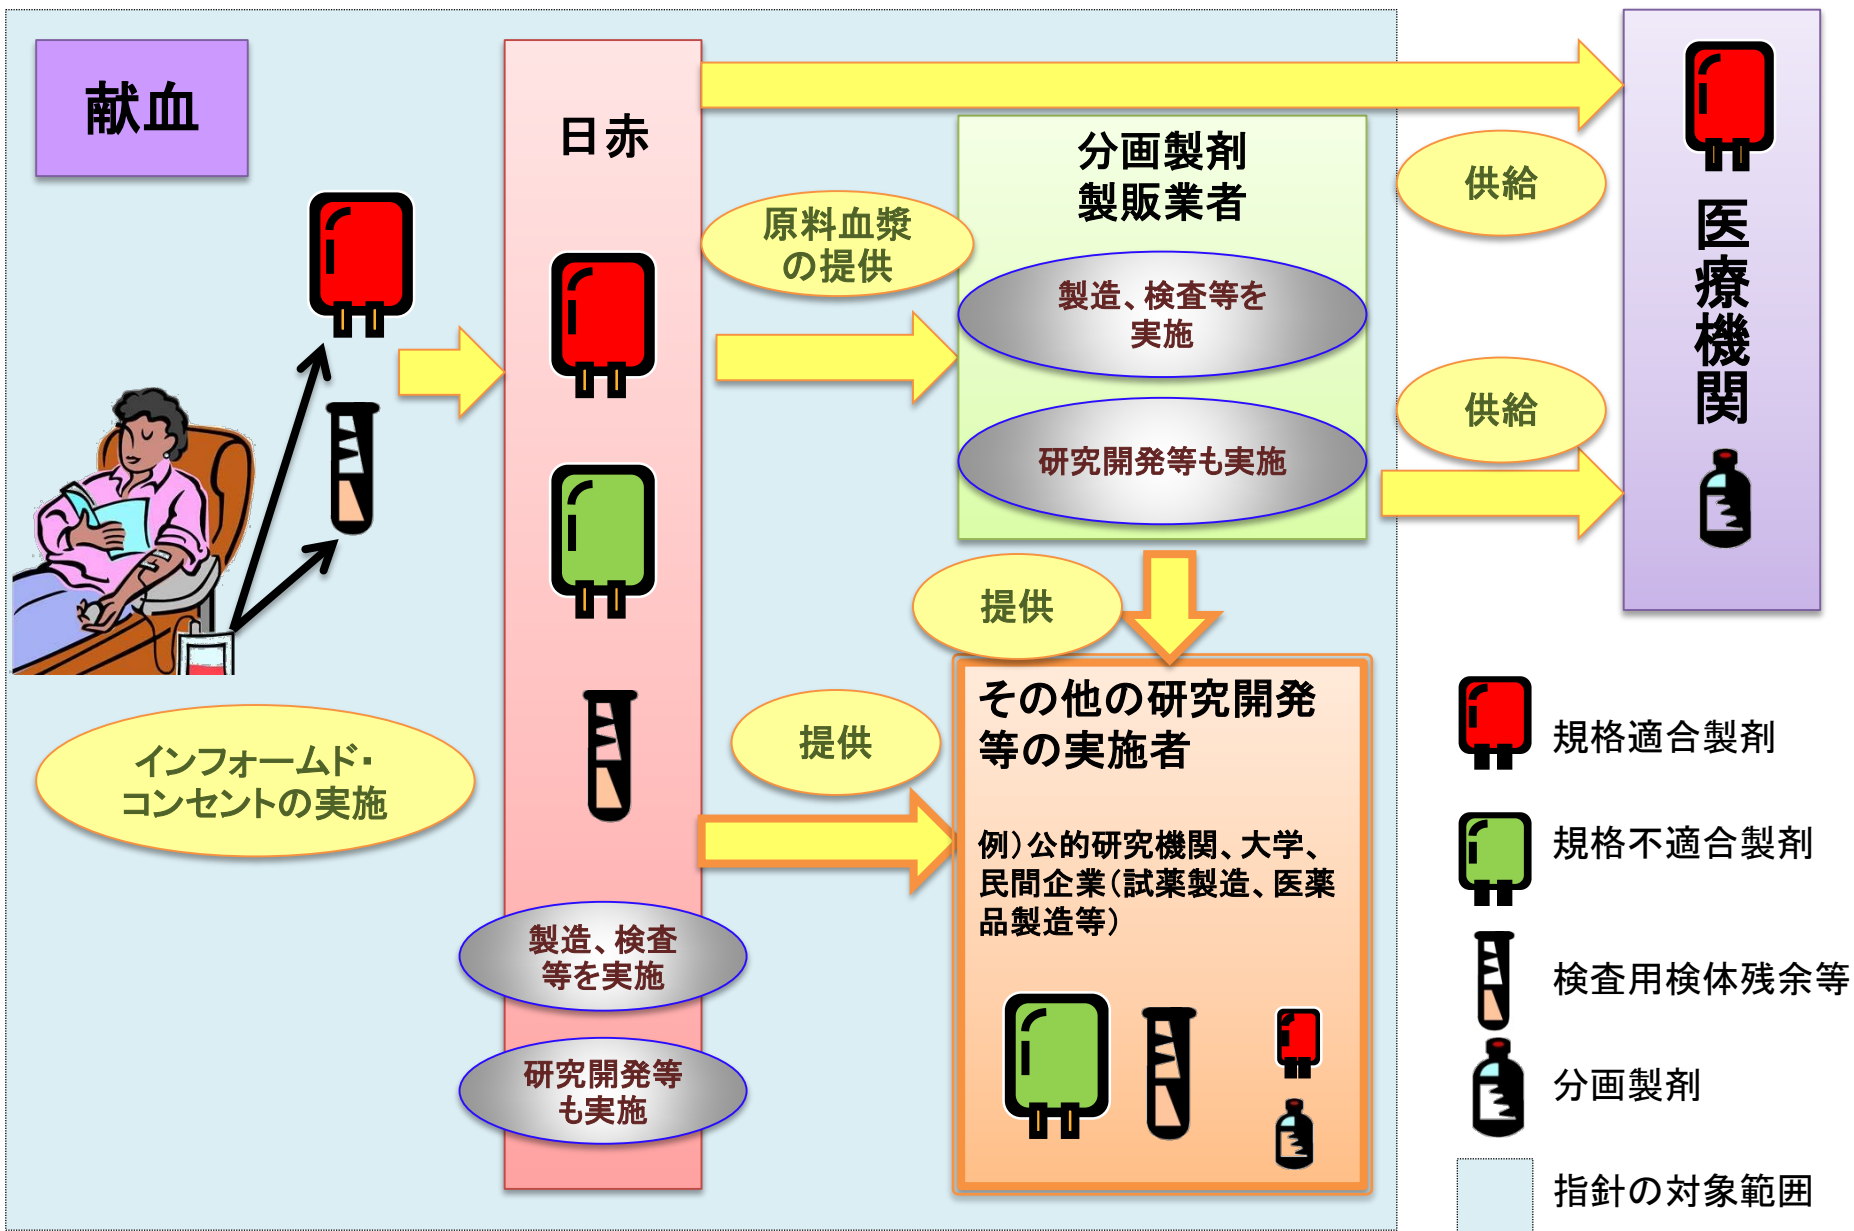 献血
日赤
分画製剤
製販業者
原料血漿
の提供
供給
製造、検査等を
実施
研究開発等も実施
供給
医療機関
提供
インフォームド・
コンセントの実施
提供
その他の研究開発
等の実施者
例）公的研究機関、大学、
民間企業（試薬製造、医薬
品製造等）
製造、検査
等を実施
研究開発等
も実施
規格適合製剤
規格不適合製剤
検査用検体残余等
分画製剤
指針の対象範囲